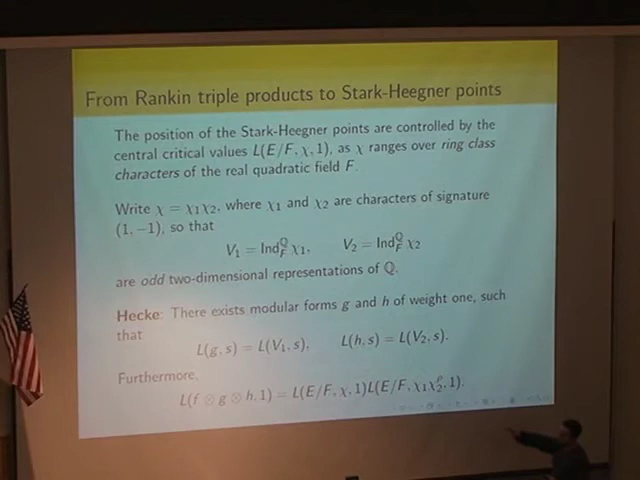 From Rankin triple products to Stark-Heegner points
The position of the Stark-Heegner points are controlled by the
central critical values L(E/F, χ, 1), as χ ranges over ring class
characters of the real quadratic field F.
Write χ = χ₁χ₂, where χ₁ and χ₂ are characters of signature
(1, −1), so that
V₁ = Ind_F^ℚ χ₁, V₂ = Ind_F^ℚ χ₂
are odd two-dimensional representations of ℚ.
Hecke: There exists modular forms g and h of weight one, such
that
L(g, s) = L(V₁, s), L(h, s) = L(V₂, s).
Furthermore,
L(f ⊗ g ⊗ h, 1) = L(E/F, χ, 1)L(E/F, χ₁χ₂^ρ, 1).